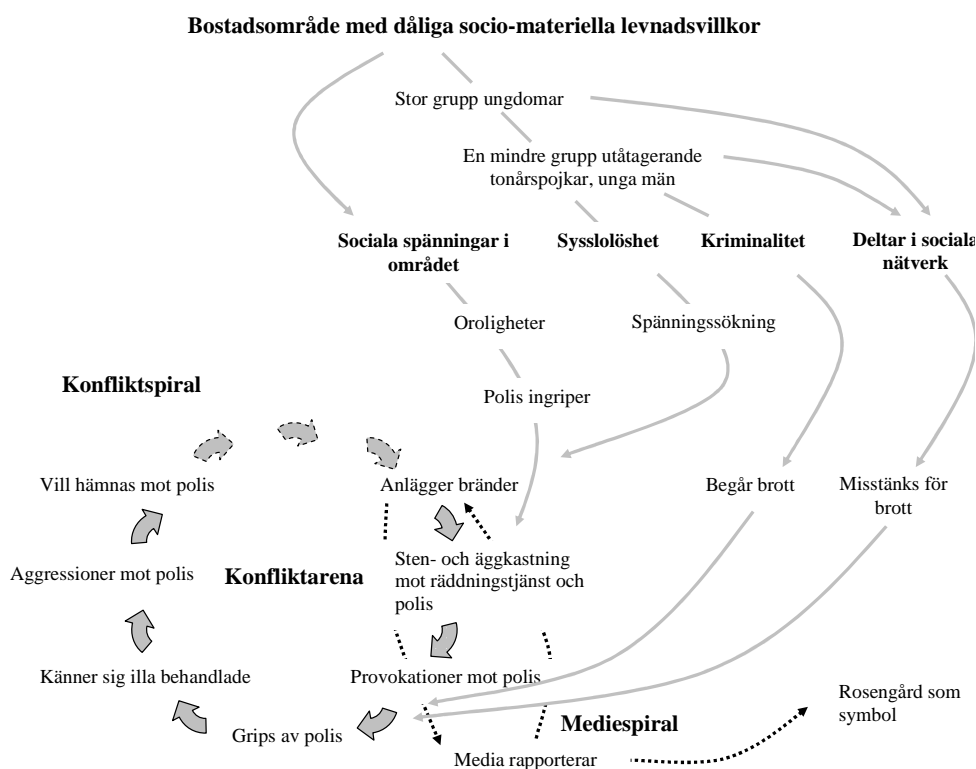 Bostadsområde med dåliga socio-materiella levnadsvillkor
Stor grupp ungdomar
En mindre grupp utåtagerande
tonårspojkar, unga män
Sociala spänningar i
området
Sysslolöshet
Kriminalitet
Deltar i sociala
nätverk
Oroligheter
Spänningssökning
Konfliktspiral
Polis ingriper
Vill hämnas mot polis
Anlägger bränder
Begår brott
Misstänks för
brott
Aggressioner mot polis
Konfliktarena
Sten- och äggkastning
mot räddningstjänst och
polis
Känner sig illa behandlade
Provokationer mot polis
Rosengård som
symbol
Grips av polis
Mediespiral
Media rapporterar